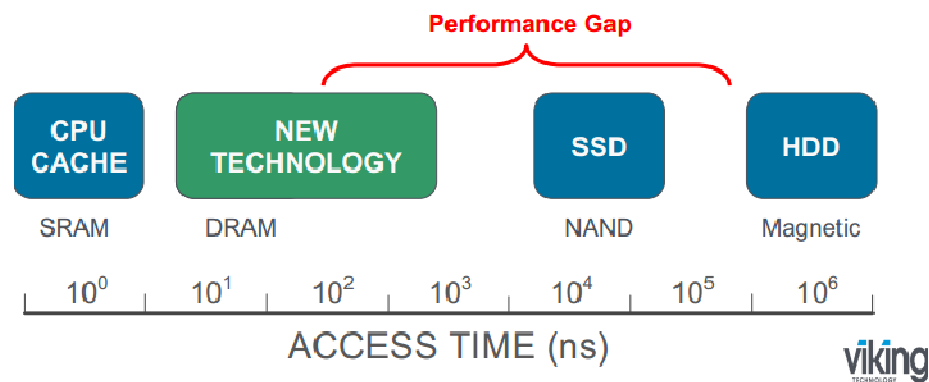 Performance Gap
CPU
CACHE
NEW
TECHNOLOGY
SSD
HDD
SRAM
DRAM
NAND
Magnetic
10⁰ 10¹ 10² 10³ 10⁴ 10⁵ 10⁶
ACCESS TIME (ns)
viking
TECHNOLOGY